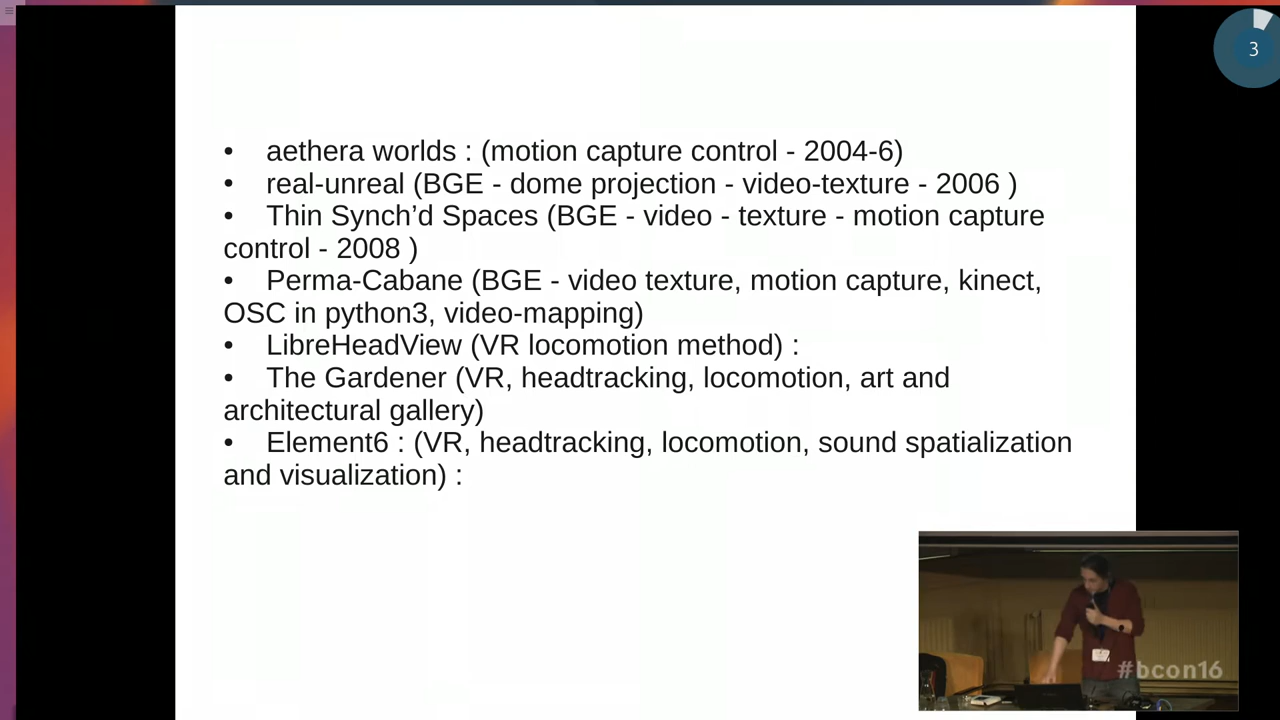 3
• aethera worlds : (motion capture control - 2004-6)
• real-unreal (BGE - dome projection - video-texture - 2006 )
• Thin Synch’d Spaces (BGE - video - texture - motion capture
control - 2008 )
• Perma-Cabane (BGE - video texture, motion capture, kinect,
OSC in python3, video-mapping)
• LibreHeadView (VR locomotion method) :
• The Gardener (VR, headtracking, locomotion, art and
architectural gallery)
• Element6 : (VR, headtracking, locomotion, sound spatialization
and visualization) :
#bcon16